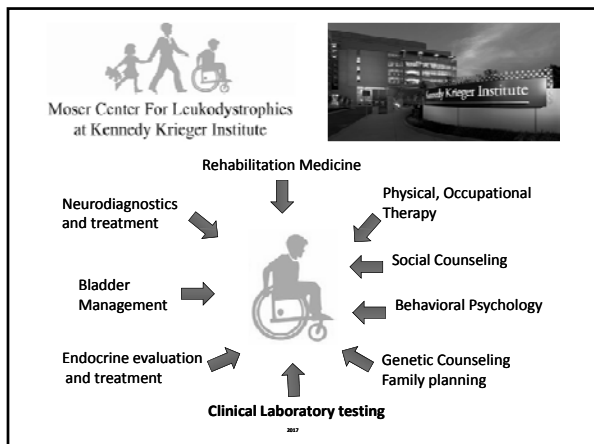 Moser Center For Leukodystrophies
at Kennedy Krieger Institute
Kennedy Krieger Institute
Rehabilitation Medicine
Neurodiagnostics
and treatment
Physical, Occupational
Therapy
Social Counseling
Bladder
Management
Behavioral Psychology
Endocrine evaluation
and treatment
Genetic Counseling
Family planning
Clinical Laboratory testing
2017